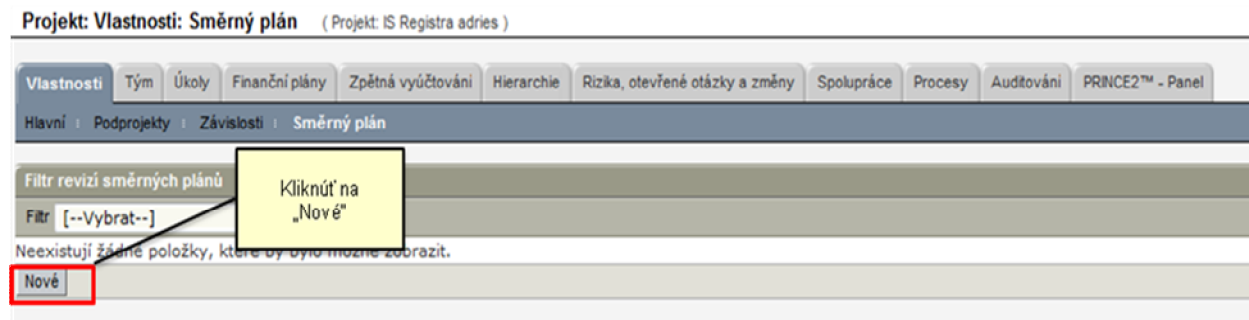 Projekt: Vlastnosti: Směrný plán ( Projekt: IS Registra adries )
Vlastnosti Tým Úkoly Finanční plány Zpětná vyúčtováni Hierarchie Rizika, otevřené otázky a změny Spolupráce Procesy Auditováni PRINCE2™ - Panel
Hlavní Podprojekty Závislosti Směrný plán
Filtr revizí směrných plánů
Kliknúť na
„Nové"
Filtr [--Vybrat--]
Neexistují žádné položky, které by bylo možné zobrazit.
Nové